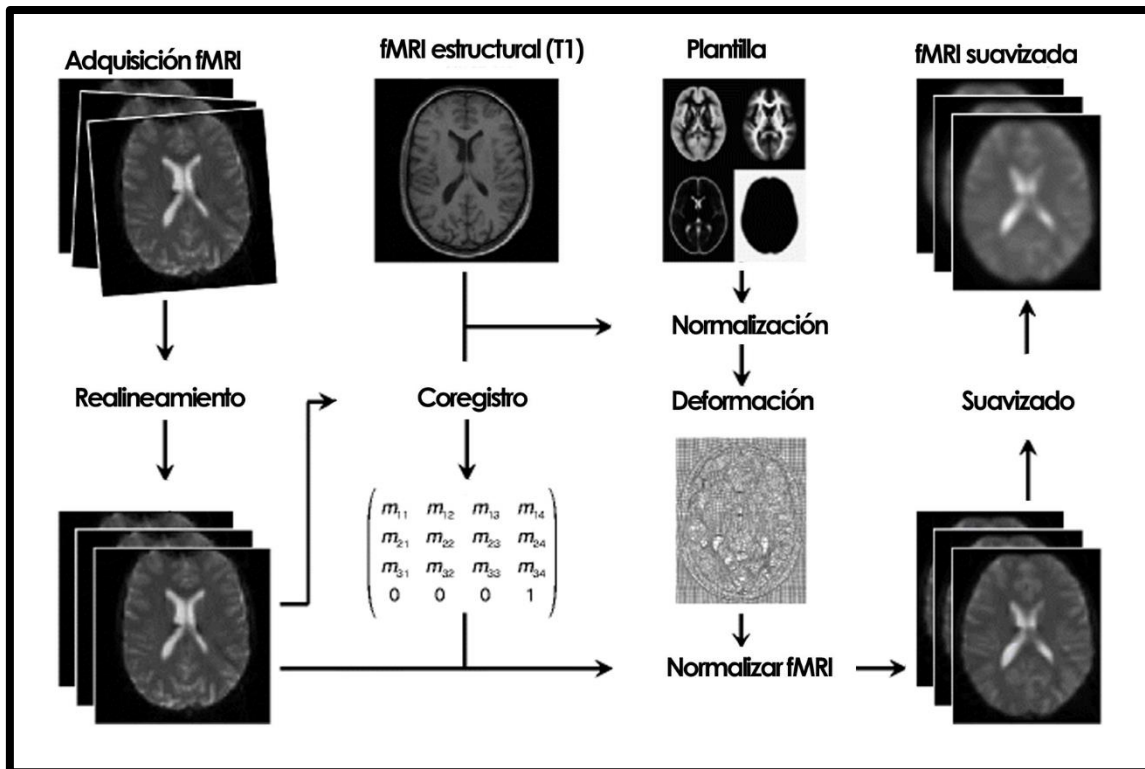 Adquisición fMRI
fMRI estructural (T1)
Plantilla
fMRI suavizada
Normalización
Realineamiento
Coregistro
Deformación
Suavizado
m11 m12 m13 m14
m21 m22 m23 m24
m31 m32 m33 m34
0 0 0 1
Normalizar fMRI